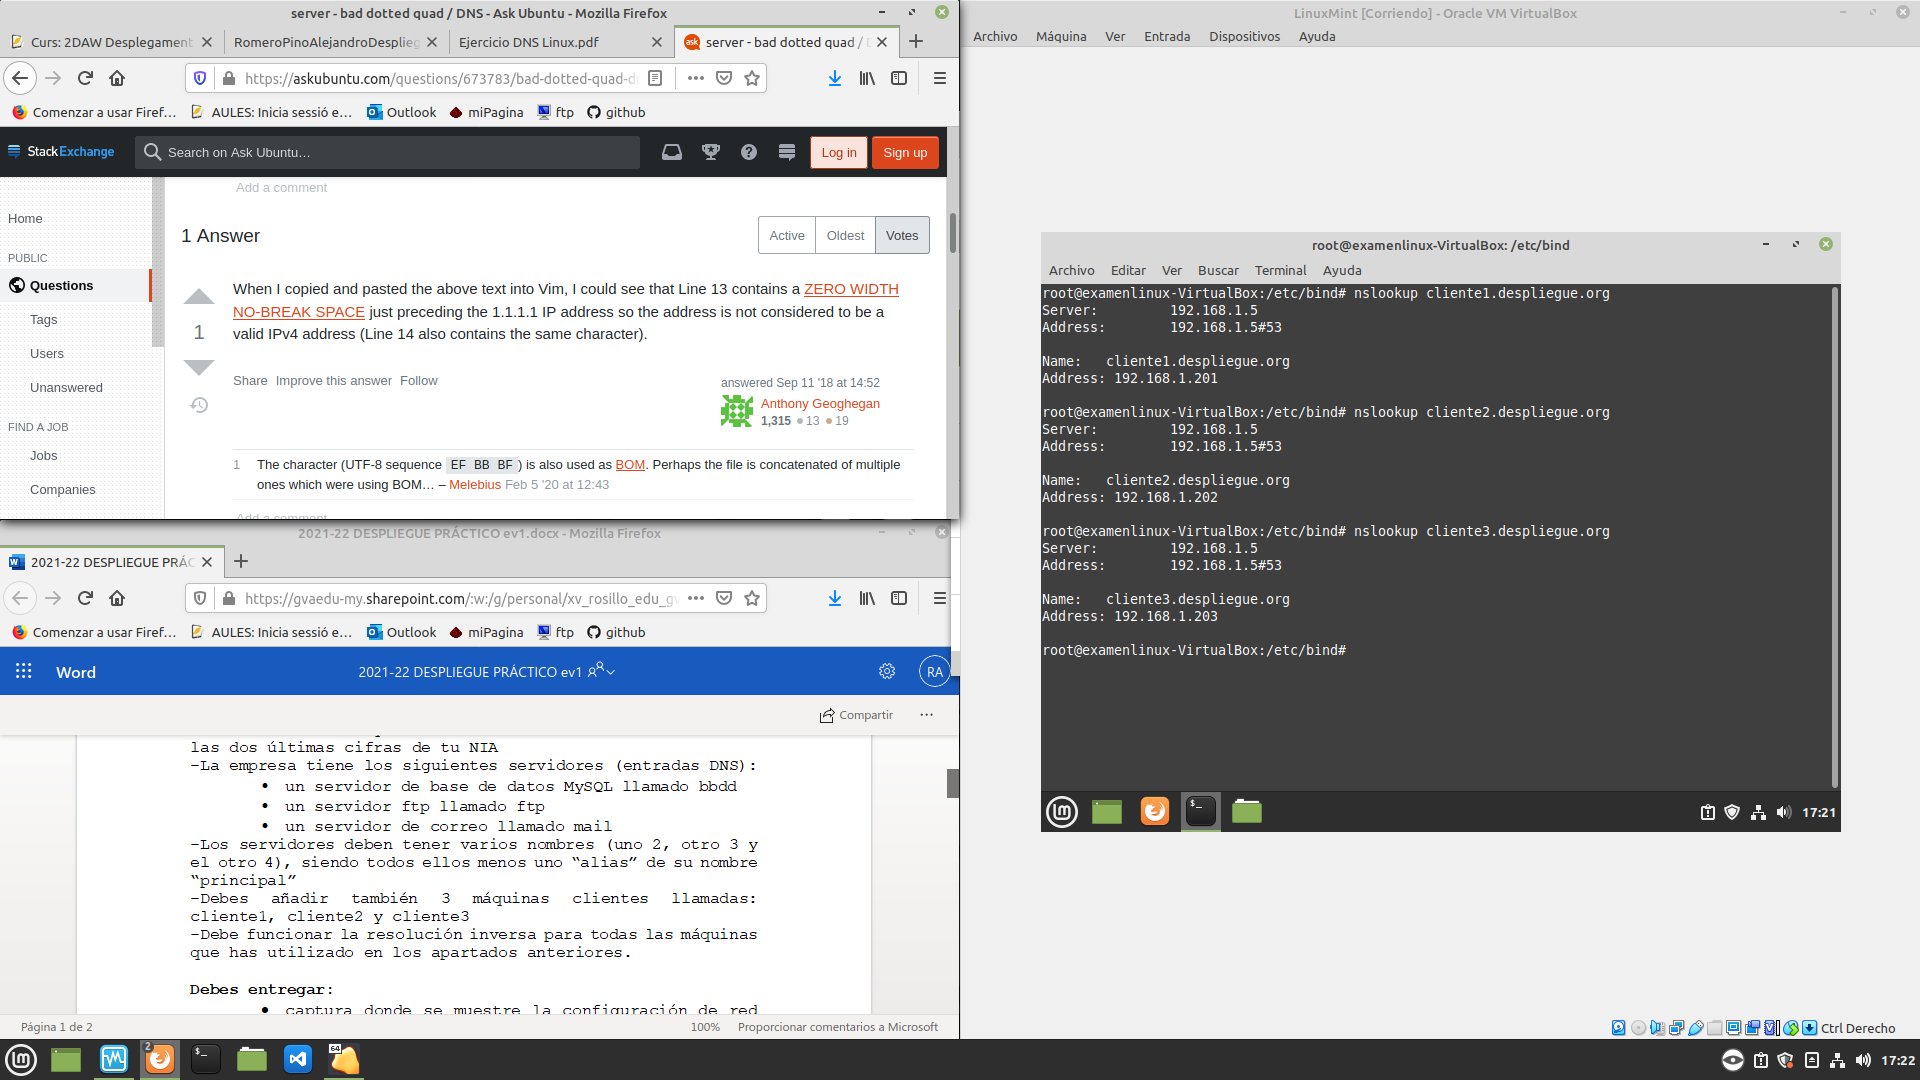 server - bad dotted quad / DNS - Ask Ubuntu - Mozilla Firefox
Curs: 2DAW Desplegament
RomeroPinoAlejandroDesplieg
Ejercicio DNS Linux.pdf
server - bad dotted quad /
https://askubuntu.com/questions/673783/bad-dotted-quad-d
Comenzar a usar Firef…
AULES: Inicia sessió e…
Outlook
miPagina
ftp
github
StackExchange
Search on Ask Ubuntu…
Log in
Sign up
Home
PUBLIC
Questions
Tags
Users
Unanswered
FIND A JOB
Jobs
Companies
Add a comment
1 Answer
Active
Oldest
Votes
When I copied and pasted the above text into Vim, I could see that Line 13 contains a ZERO WIDTH
NO-BREAK SPACE just preceding the 1.1.1.1 IP address so the address is not considered to be a
valid IPv4 address (Line 14 also contains the same character).
1
Share Improve this answer Follow
answered Sep 11 '18 at 14:52
Anthony Geoghegan
1,315 13 19
1 The character (UTF-8 sequence EF BB BF ) is also used as BOM. Perhaps the file is concatenated of multiple
ones which were using BOM… – Melebius Feb 5 '20 at 12:43
Add a comment
2021-22 DESPLIEGUE PRÁCTICO ev1.docx - Mozilla Firefox
2021-22 DESPLIEGUE PRÁC
https://gvaedu-my.sharepoint.com/:w:/g/personal/xv_rosillo_edu_gv
Comenzar a usar Firef…
AULES: Inicia sessió e…
Outlook
miPagina
ftp
github
Word
2021-22 DESPLIEGUE PRÁCTICO ev1
RA
Compartir
las dos últimas cifras de tu NIA
-La empresa tiene los siguientes servidores (entradas DNS):
• un servidor de base de datos MySQL llamado bbdd
• un servidor ftp llamado ftp
• un servidor de correo llamado mail
-Los servidores deben tener varios nombres (uno 2, otro 3 y
el otro 4), siendo todos ellos menos uno “alias” de su nombre
“principal”
-Debes añadir también 3 máquinas clientes llamadas:
cliente1, cliente2 y cliente3
-Debe funcionar la resolución inversa para todas las máquinas
que has utilizado en los apartados anteriores.
Debes entregar:
• captura donde se muestre la configuración de red
Página 1 de 2
100%
Proporcionar comentarios a Microsoft
LinuxMint [Corriendo] - Oracle VM VirtualBox
Archivo Máquina Ver Entrada Dispositivos Ayuda
root@examenlinux-VirtualBox: /etc/bind
Archivo Editar Ver Buscar Terminal Ayuda
root@examenlinux-VirtualBox:/etc/bind# nslookup cliente1.despliegue.org
Server: 192.168.1.5
Address: 192.168.1.5#53
Name: cliente1.despliegue.org
Address: 192.168.1.201
root@examenlinux-VirtualBox:/etc/bind# nslookup cliente2.despliegue.org
Server: 192.168.1.5
Address: 192.168.1.5#53
Name: cliente2.despliegue.org
Address: 192.168.1.202
root@examenlinux-VirtualBox:/etc/bind# nslookup cliente3.despliegue.org
Server: 192.168.1.5
Address: 192.168.1.5#53
Name: cliente3.despliegue.org
Address: 192.168.1.203
root@examenlinux-VirtualBox:/etc/bind#
17:21
Ctrl Derecho
2
64
17:22